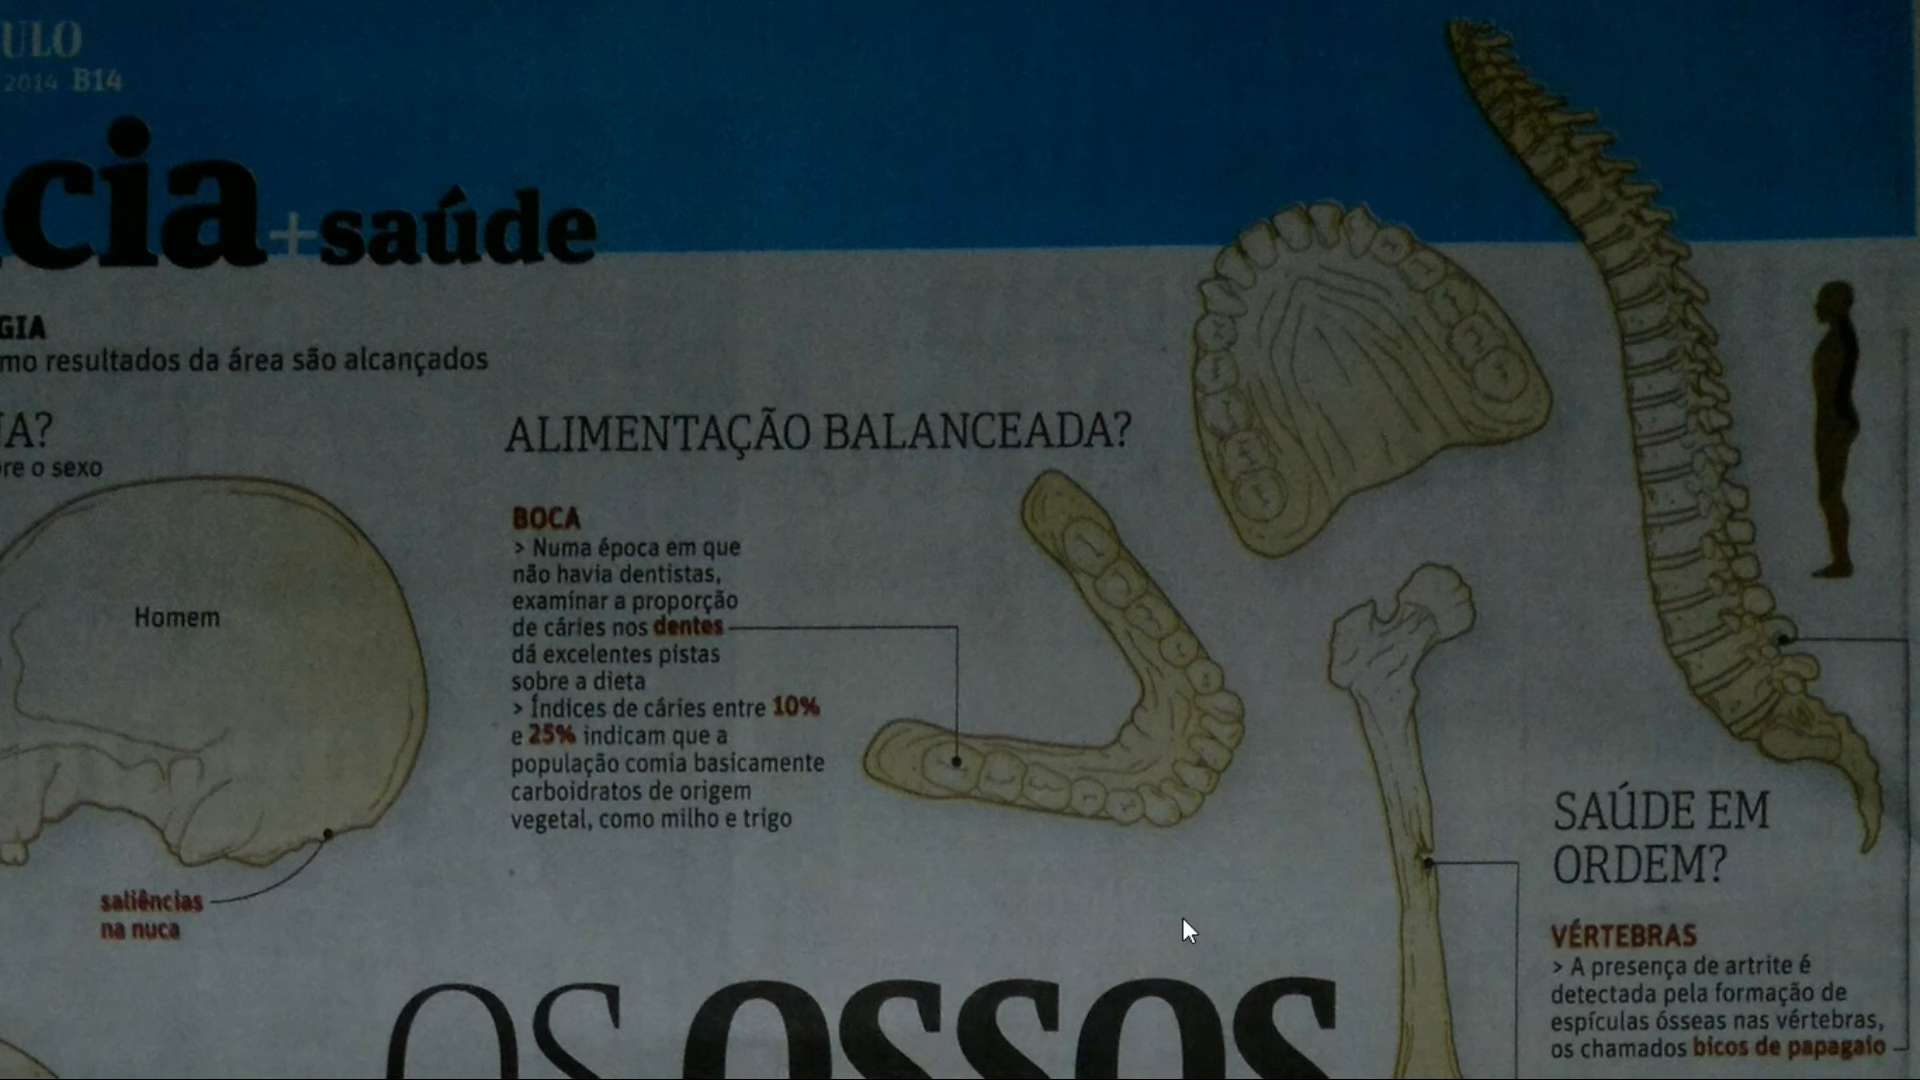 ULO
2014 B14
cia+saúde
GIA
mo resultados da área são alcançados
A?
re o sexo
Homem
saliências
na nuca
ALIMENTAÇÃO BALANCEADA?
BOCA
> Numa época em que
não havia dentistas,
examinar a proporção
de cáries nos dentes
dá excelentes pistas
sobre a dieta
> Índices de cáries entre 10%
e 25% indicam que a
população comia basicamente
carboidratos de origem
vegetal, como milho e trigo
SAÚDE EM
ORDEM?
VÉRTEBRAS
> A presença de artrite é
detectada pela formação de
espículas ósseas nas vértebras,
os chamados bicos de papagaio
OS OSSOS